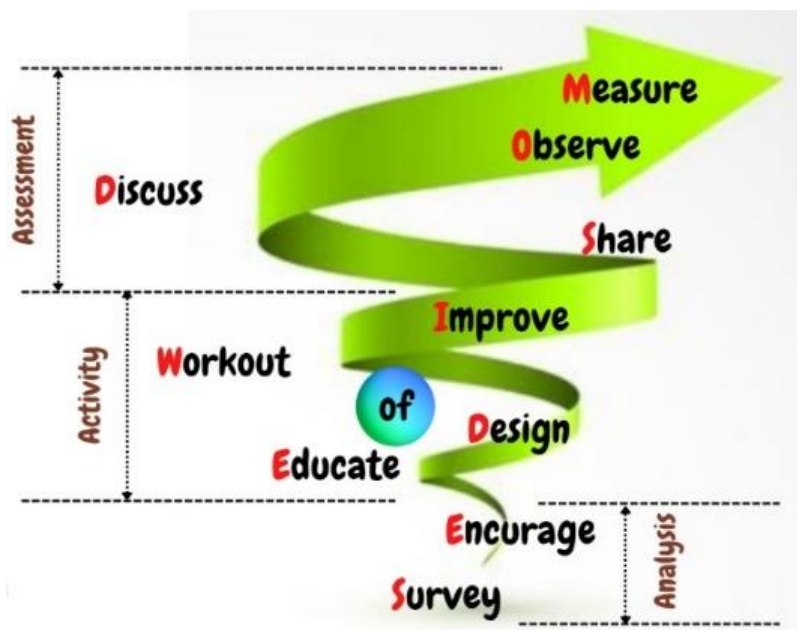 Measure
Observe
Assessment
Discuss
Share
Improve
Workout
Activity
of
Design
Educate
Encurage
Analysis
Survey